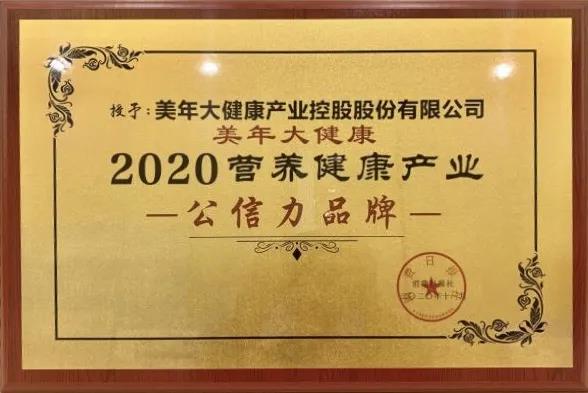 授予:美年大健康产业控股股份有限公司
美年大健康
2020营养健康产业
—公信力品牌—